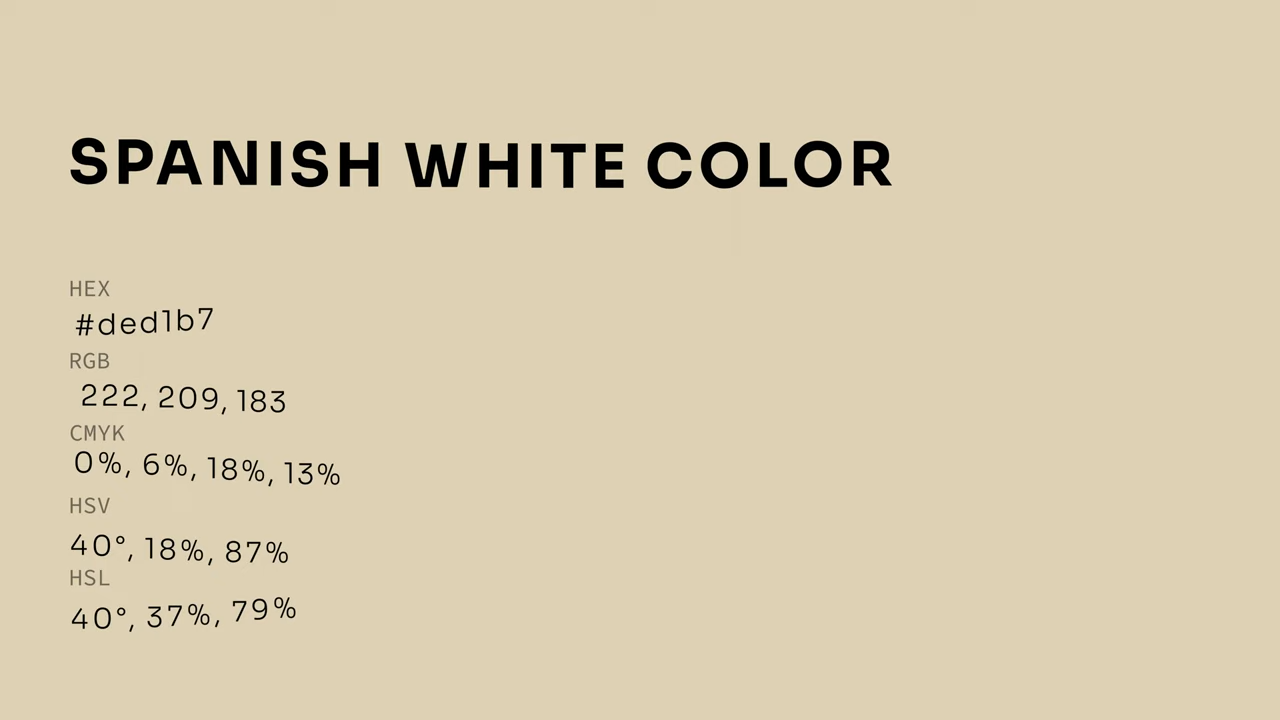 SPANISH WHITE COLOR
HEX
#ded1b7
RGB
222, 209, 183
CMYK
0%, 6%, 18%, 13%
HSV
40°, 18%, 87%
HSL
40°, 37%, 79%